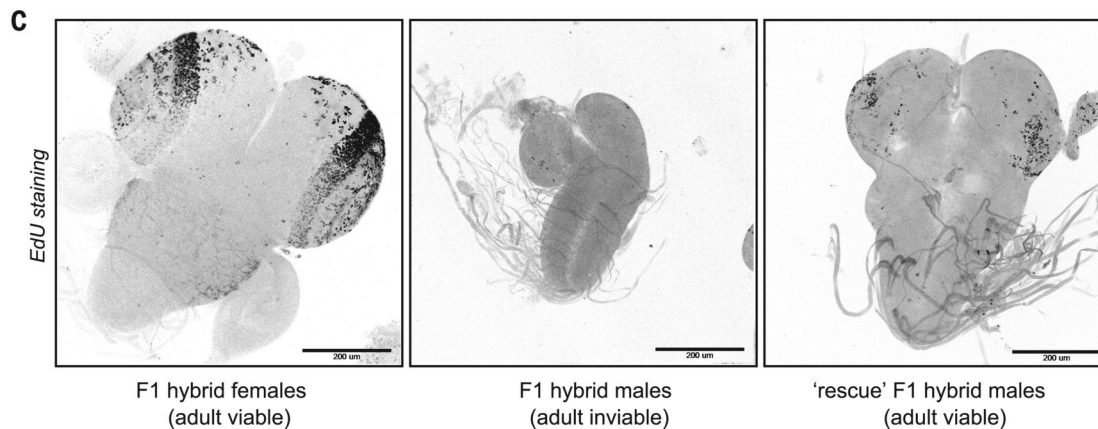 C
EdU staining
200 um
200 um
200 um
F1 hybrid females
(adult viable)
F1 hybrid males
(adult inviable)
‘rescue’ F1 hybrid males
(adult viable)